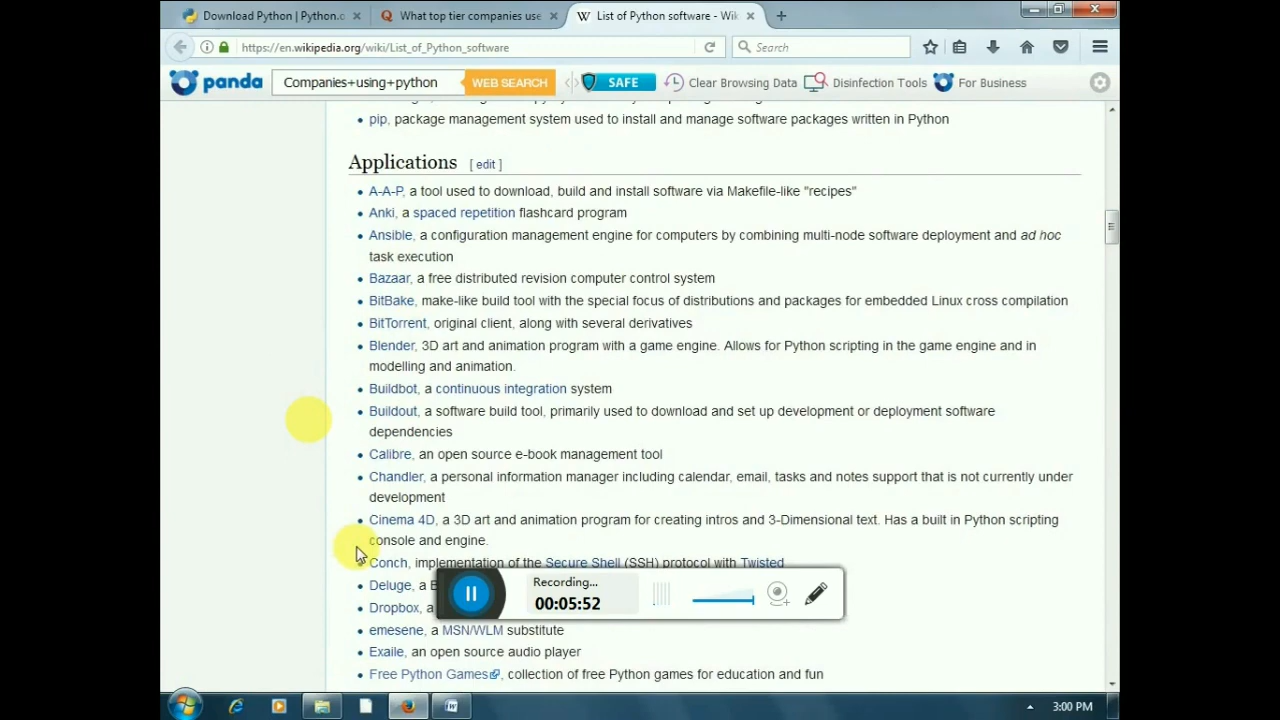 Download Python | Python.o
What top tier companies use
List of Python software - Wik
https://en.wikipedia.org/wiki/List_of_Python_software
Search
panda
Companies+using+python
WEB SEARCH
SAFE
Clear Browsing Data
Disinfection Tools
For Business
pip, package management system used to install and manage software packages written in Python
Applications [ edit ]
A-A-P, a tool used to download, build and install software via Makefile-like "recipes"
Anki, a spaced repetition flashcard program
Ansible, a configuration management engine for computers by combining multi-node software deployment and ad hoc
task execution
Bazaar, a free distributed revision computer control system
BitBake, make-like build tool with the special focus of distributions and packages for embedded Linux cross compilation
BitTorrent, original client, along with several derivatives
Blender, 3D art and animation program with a game engine. Allows for Python scripting in the game engine and in
modelling and animation.
Buildbot, a continuous integration system
Buildout, a software build tool, primarily used to download and set up development or deployment software
dependencies
Calibre, an open source e-book management tool
Chandler, a personal information manager including calendar, email, tasks and notes support that is not currently under
development
Cinema 4D, a 3D art and animation program for creating intros and 3-Dimensional text. Has a built in Python scripting
console and engine.
Conch, implementation of the Secure Shell (SSH) protocol with Twisted
Deluge, a
Dropbox, a
emesene, a MSN/WLM substitute
Exaile, an open source audio player
Free Python Games, collection of free Python games for education and fun
Recording...
00:05:52
3:00 PM